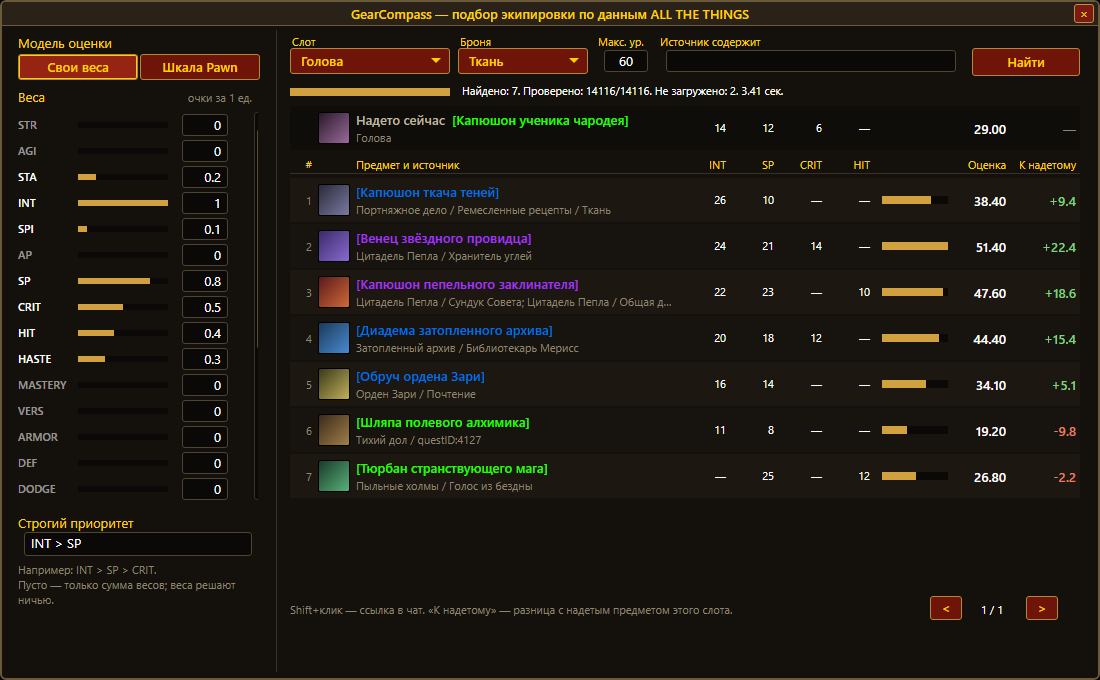 GearCompass — подбор экипировки по данным ALL THE THINGS
×
Модель оценки
Свои веса
Шкала Pawn
Веса
очки за 1 ед.
STR 0
AGI 0
STA 0.2
INT 1
SPI 0.1
AP 0
SP 0.8
CRIT 0.5
HIT 0.4
HASTE 0.3
MASTERY 0
VERS 0
ARMOR 0
DEF 0
DODGE 0
Строгий приоритет
INT > SP
Например: INT > SP > CRIT.
Пусто — только сумма весов; веса решают
ничью.
Слот Броня Макс. ур. Источник содержит
Голова Ткань 60 Найти
Найдено: 7. Проверено: 14116/14116. Не загружено: 2. 3.41 сек.
Надето сейчас [Капюшон ученика чародея] 14 12 6 — 29.00 —
Голова
# Предмет и источник INT SP CRIT HIT Оценка К надетому
1 [Капюшон ткача теней] 26 10 — — 38.40 +9.4
Портняжное дело / Ремесленные рецепты / Ткань
2 [Венец звёздного провидца] 24 21 14 — 51.40 +22.4
Цитадель Пепла / Хранитель углей
3 [Капюшон пепельного заклинателя] 22 23 — 10 47.60 +18.6
Цитадель Пепла / Сундук Совета; Цитадель Пепла / Общая д...
4 [Диадема затопленного архива] 20 18 12 — 44.40 +15.4
Затопленный архив / Библиотекарь Мерисс
5 [Обруч ордена Зари] 16 14 — — 34.10 +5.1
Орден Зари / Почтение
6 [Шляпа полевого алхимика] 11 8 — — 19.20 -9.8
Тихий дол / questID:4127
7 [Тюрбан странствующего мага] — 25 — 12 26.80 -2.2
Пыльные холмы / Голос из бездны
Shift+клик — ссылка в чат. «К надетому» — разница с надетым предметом этого слота.
< 1 / 1 >